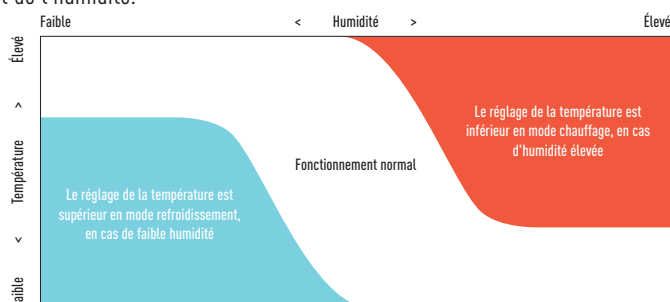 Faible < Humidité > Élevé
Élevé
>
Température
<
Le réglage de la température est
inférieur en mode chauffage, en cas
d'humidité élevée
Fonctionnement normal
Le réglage de la température est
supérieur en mode refroidissement,
en cas de faible humidité